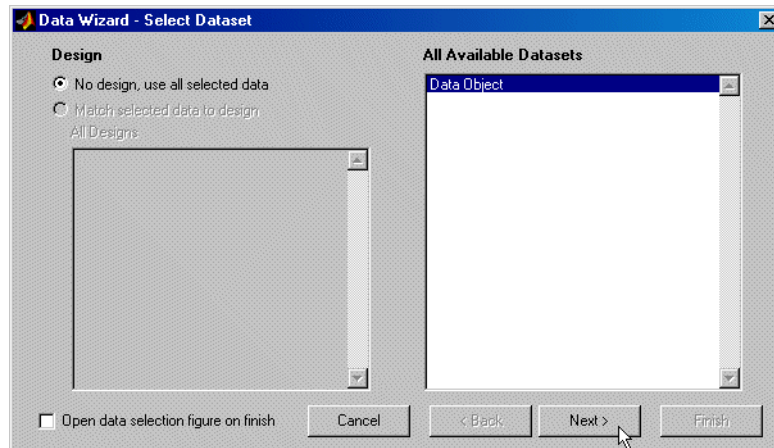 Data Wizard - Select Dataset
Design
No design, use all selected data
Match selected data to design
All Designs
All Available Datasets
Data Object
Open data selection figure on finish
Cancel
< Back
Next >
Finish